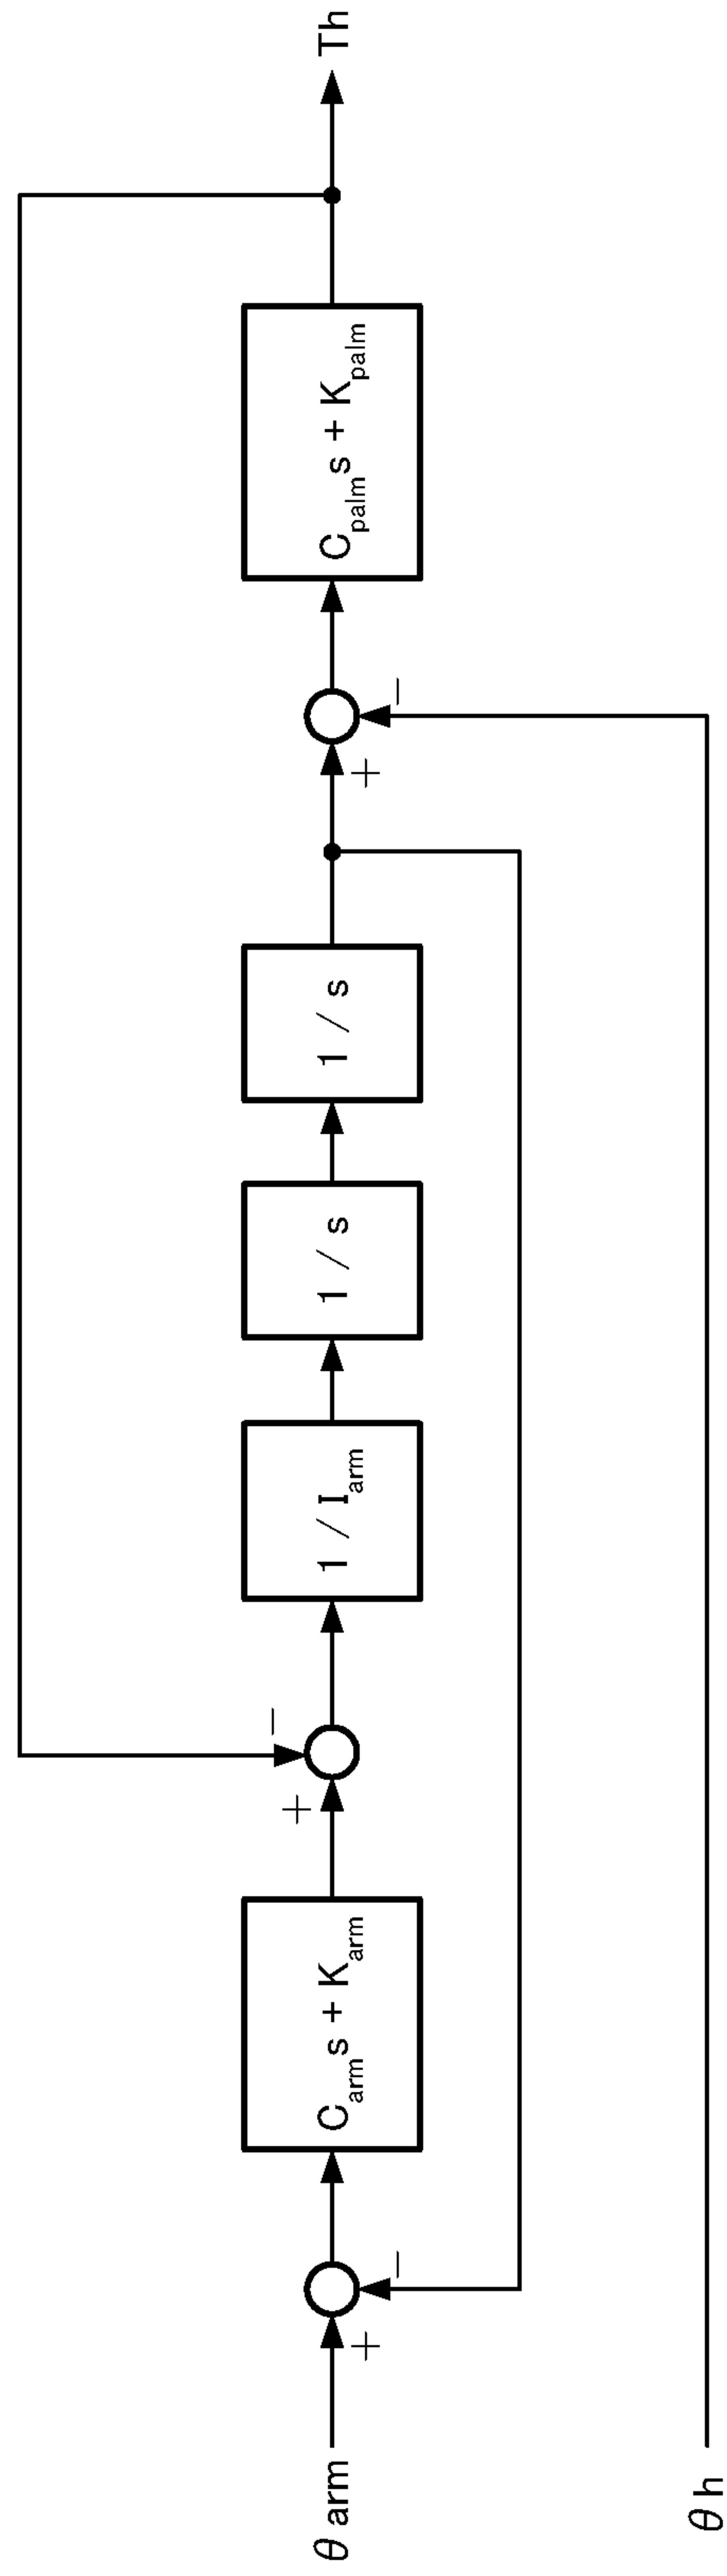 θ arm
+
−
C_arm s + K_arm
+
−
1 / I_arm
1 / s
1 / s
+
−
C_palm s + K_palm
Th
θ h